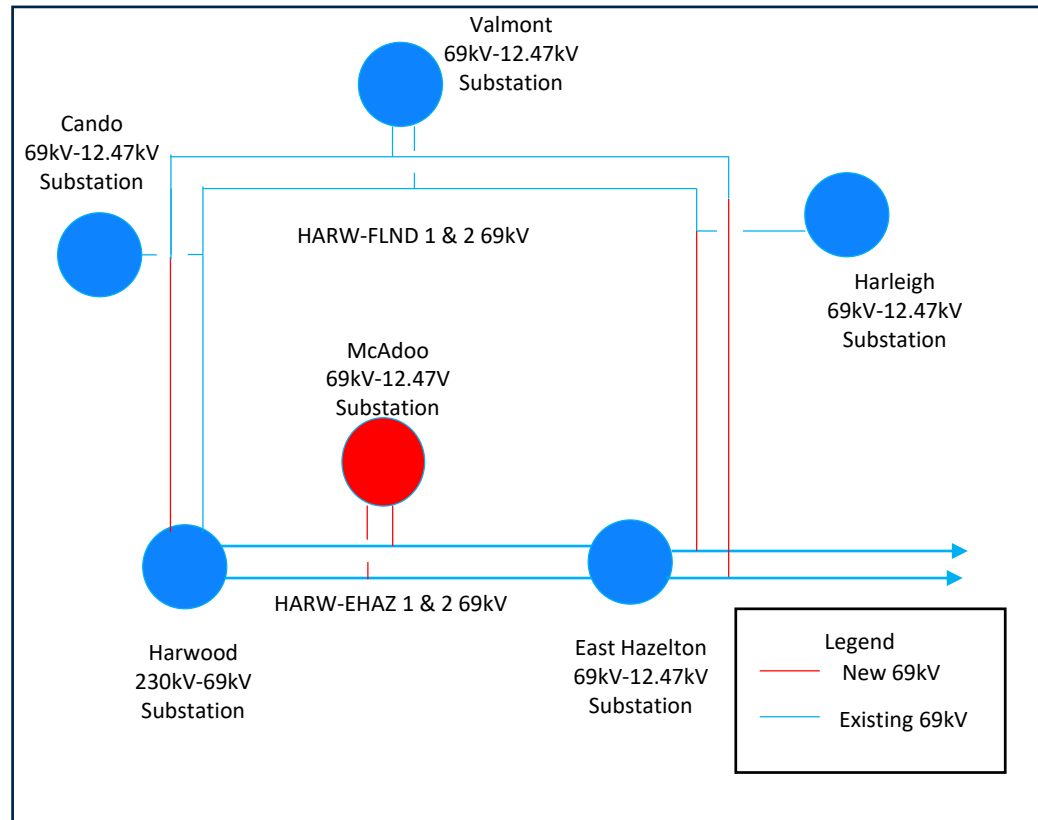 Valmont
69kV-12.47kV
Substation
Cando
69kV-12.47kV
Substation
HARW-FLND 1 & 2 69kV
Harleigh
69kV-12.47kV
Substation
McAdoo
69kV-12.47V
Substation
HARW-EHAZ 1 & 2 69kV
Harwood
230kV-69kV
Substation
East Hazelton
69kV-12.47kV
Substation
Legend
New 69kV
Existing 69kV